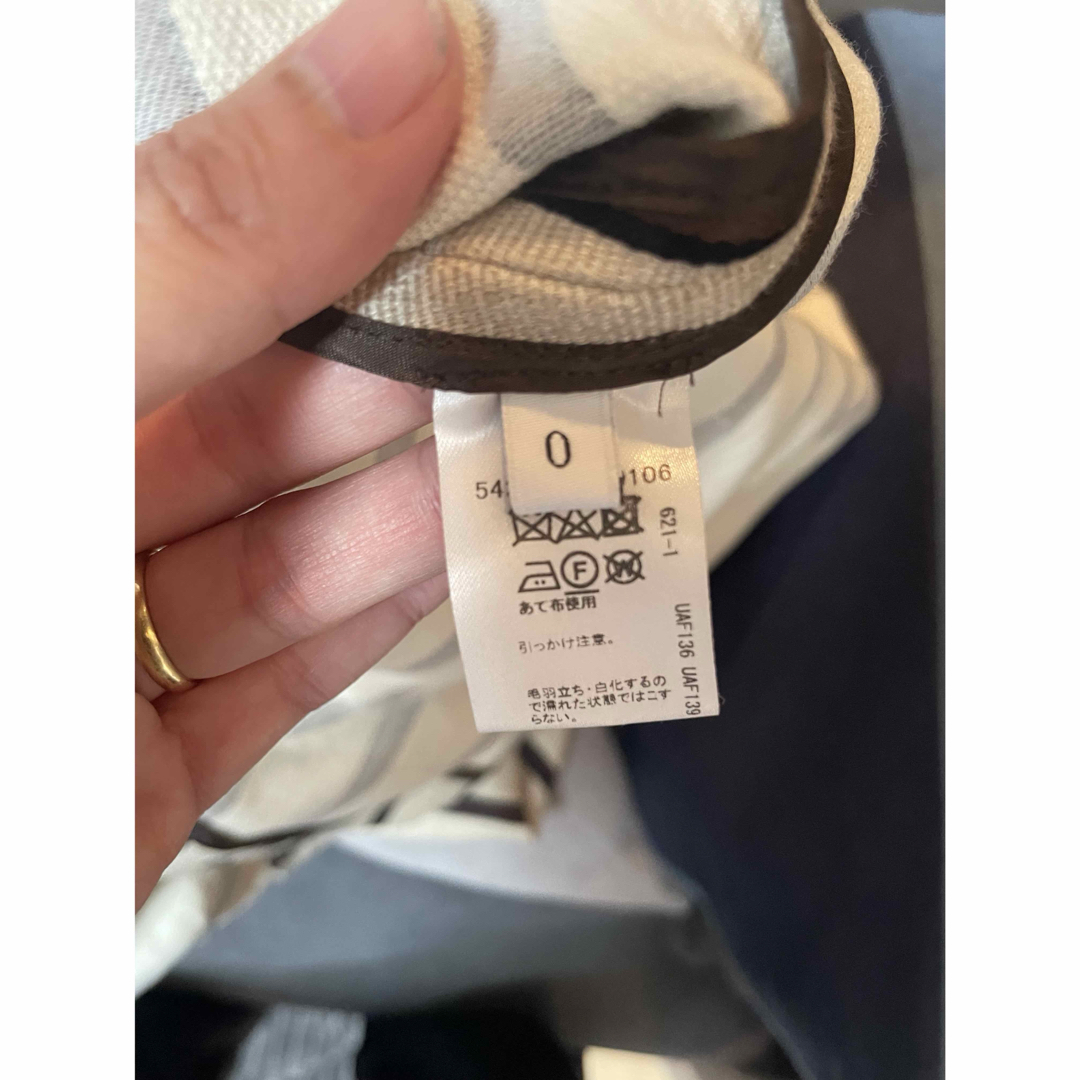 0
106
621-1
F
W
あて布使用
引っかけ注意。
毛羽立ち・白化するの
で濡れた状態ではこす
らない。
UAF136 UAF139